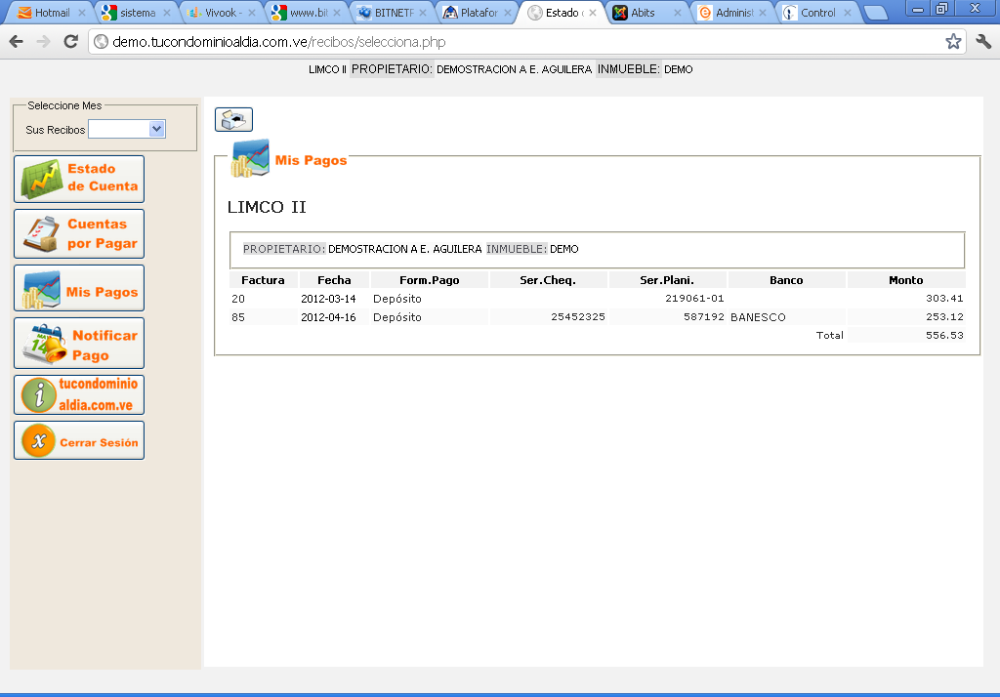 Hotmail sistema Vivook - www.bit BITNETF Platafor Estado Abits Administ Control
demo.tucondominioaldia.com.ve/recibos/selecciona.php
LIMCO II PROPIETARIO: DEMOSTRACION A E. AGUILERA INMUEBLE: DEMO
Seleccione Mes
Sus Recibos
Estado
de Cuenta
Cuentas
por Pagar
Mis Pagos
Notificar
Pago
tucondominio
aldia.com.ve
Cerrar Sesión
Mis Pagos
LIMCO II
PROPIETARIO: DEMOSTRACION A E. AGUILERA INMUEBLE: DEMO
Factura Fecha Form.Pago Ser.Cheq. Ser.Plani. Banco Monto
20 2012-03-14 Depósito 219061-01 303.41
85 2012-04-16 Depósito 25452325 587192 BANESCO 253.12
Total 556.53